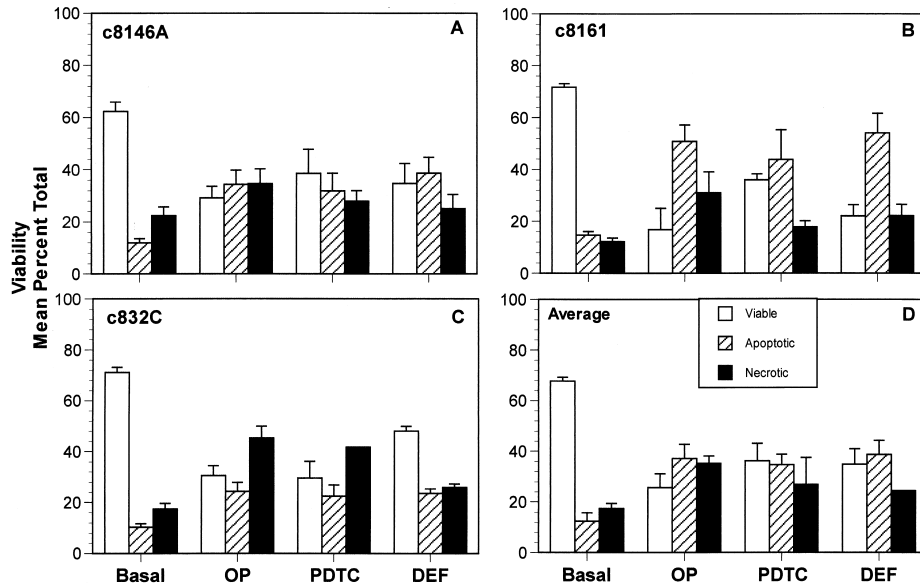 Viability
Mean Percent Total
c8146A
A
100
80
60
40
20
0
c8161
B
100
80
60
40
20
0
c832C
C
100
80
60
40
20
0
Basal
OP
PDTC
DEF
Average
D
Viable
Apoptotic
Necrotic
100
80
60
40
20
0
Basal
OP
PDTC
DEF